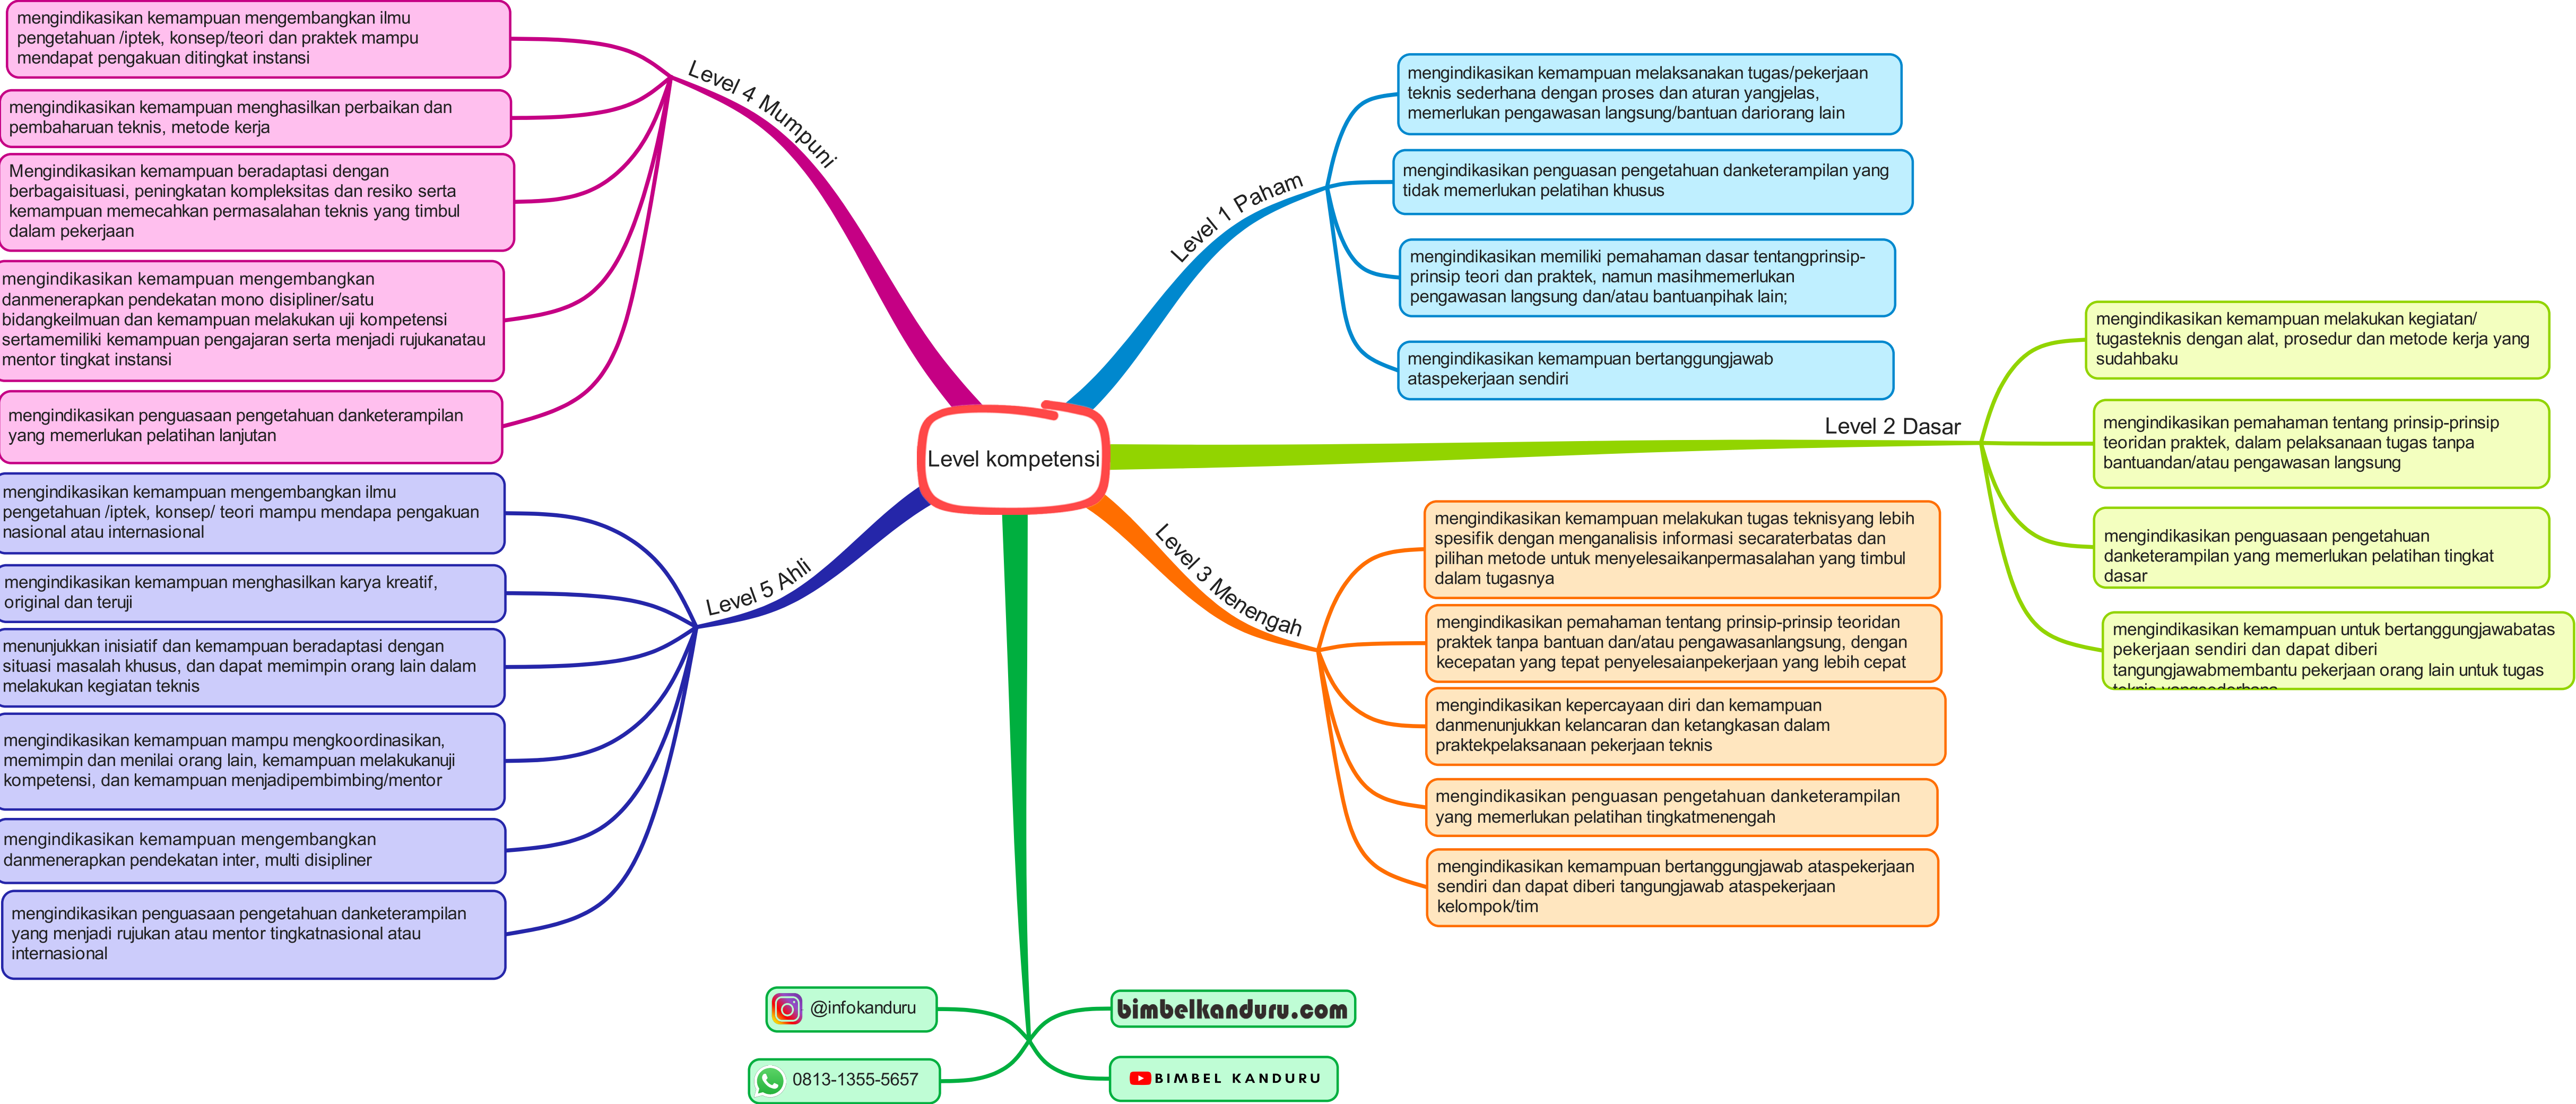 Level kompetensi
Level 1 Paham
mengindikasikan kemampuan melaksanakan tugas/pekerjaan
teknis sederhana dengan proses dan aturan yangjelas,
memerlukan pengawasan langsung/bantuan dariorang lain
mengindikasikan penguasan pengetahuan danketerampilan yang
tidak memerlukan pelatihan khusus
mengindikasikan memiliki pemahaman dasar tentangprinsip-
prinsip teori dan praktek, namun masihmemerlukan
pengawasan langsung dan/atau bantuanpihak lain;
mengindikasikan kemampuan bertanggungjawab
ataspekerjaan sendiri
Level 2 Dasar
mengindikasikan kemampuan melakukan kegiatan/
tugasteknis dengan alat, prosedur dan metode kerja yang
sudahbaku
mengindikasikan pemahaman tentang prinsip-prinsip
teoridan praktek, dalam pelaksanaan tugas tanpa
bantuandan/atau pengawasan langsung
mengindikasikan penguasaan pengetahuan
danketerampilan yang memerlukan pelatihan tingkat
dasar
mengindikasikan kemampuan untuk bertanggungjawabatas
pekerjaan sendiri dan dapat diberi
tangungjawabmembantu pekerjaan orang lain untuk tugas
teknis yangsederhana
Level 3 Menengah
mengindikasikan kemampuan melakukan tugas teknisyang lebih
spesifik dengan menganalisis informasi secaraterbatas dan
pilihan metode untuk menyelesaikanpermasalahan yang timbul
dalam tugasnya
mengindikasikan pemahaman tentang prinsip-prinsip teoridan
praktek tanpa bantuan dan/atau pengawasanlangsung, dengan
kecepatan yang tepat penyelesaianpekerjaan yang lebih cepat
mengindikasikan kepercayaan diri dan kemampuan
danmenunjukkan kelancaran dan ketangkasan dalam
praktekpelaksanaan pekerjaan teknis
mengindikasikan penguasan pengetahuan danketerampilan
yang memerlukan pelatihan tingkatmenengah
mengindikasikan kemampuan bertanggungjawab ataspekerjaan
sendiri dan dapat diberi tangungjawab ataspekerjaan
kelompok/tim
Level 4 Mumpuni
mengindikasikan kemampuan mengembangkan ilmu
pengetahuan /iptek, konsep/teori dan praktek mampu
mendapat pengakuan ditingkat instansi
mengindikasikan kemampuan menghasilkan perbaikan dan
pembaharuan teknis, metode kerja
Mengindikasikan kemampuan beradaptasi dengan
berbagaisituasi, peningkatan kompleksitas dan resiko serta
kemampuan memecahkan permasalahan teknis yang timbul
dalam pekerjaan
mengindikasikan kemampuan mengembangkan
danmenerapkan pendekatan mono disipliner/satu
bidangkeilmuan dan kemampuan melakukan uji kompetensi
sertamemiliki kemampuan pengajaran serta menjadi rujukanatau
mentor tingkat instansi
mengindikasikan penguasaan pengetahuan danketerampilan
yang memerlukan pelatihan lanjutan
Level 5 Ahli
mengindikasikan kemampuan mengembangkan ilmu
pengetahuan /iptek, konsep/ teori mampu mendapa pengakuan
nasional atau internasional
mengindikasikan kemampuan menghasilkan karya kreatif,
original dan teruji
menunjukkan inisiatif dan kemampuan beradaptasi dengan
situasi masalah khusus, dan dapat memimpin orang lain dalam
melakukan kegiatan teknis
mengindikasikan kemampuan mampu mengkoordinasikan,
memimpin dan menilai orang lain, kemampuan melakukanuji
kompetensi, dan kemampuan menjadipembimbing/mentor
mengindikasikan kemampuan mengembangkan
danmenerapkan pendekatan inter, multi disipliner
mengindikasikan penguasaan pengetahuan danketerampilan
yang menjadi rujukan atau mentor tingkatnasional atau
internasional
@infokanduru
0813-1355-5657
bimbelkanduru.com
BIMBEL KANDURU